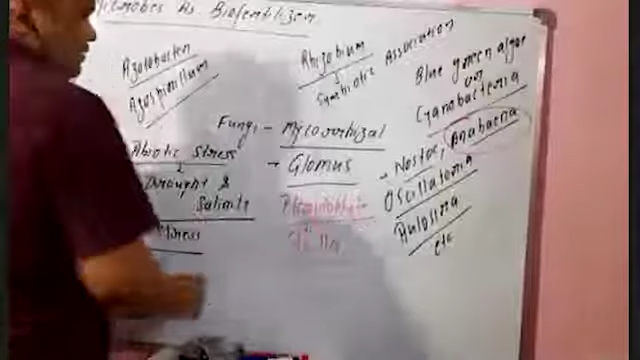 Microbes As Biofertilizer
Azotobacter
Azospirillum
Rhizobium
Symbiotic Association
Blue green algae
or
Cyanobacteria
Fungi - Mycorrhizal
Abiotic Stress
→ Glomus
- Nostoc, Anabaena
Drought &
Salinity
Oscillatoria
Stress
Aulosira
etc